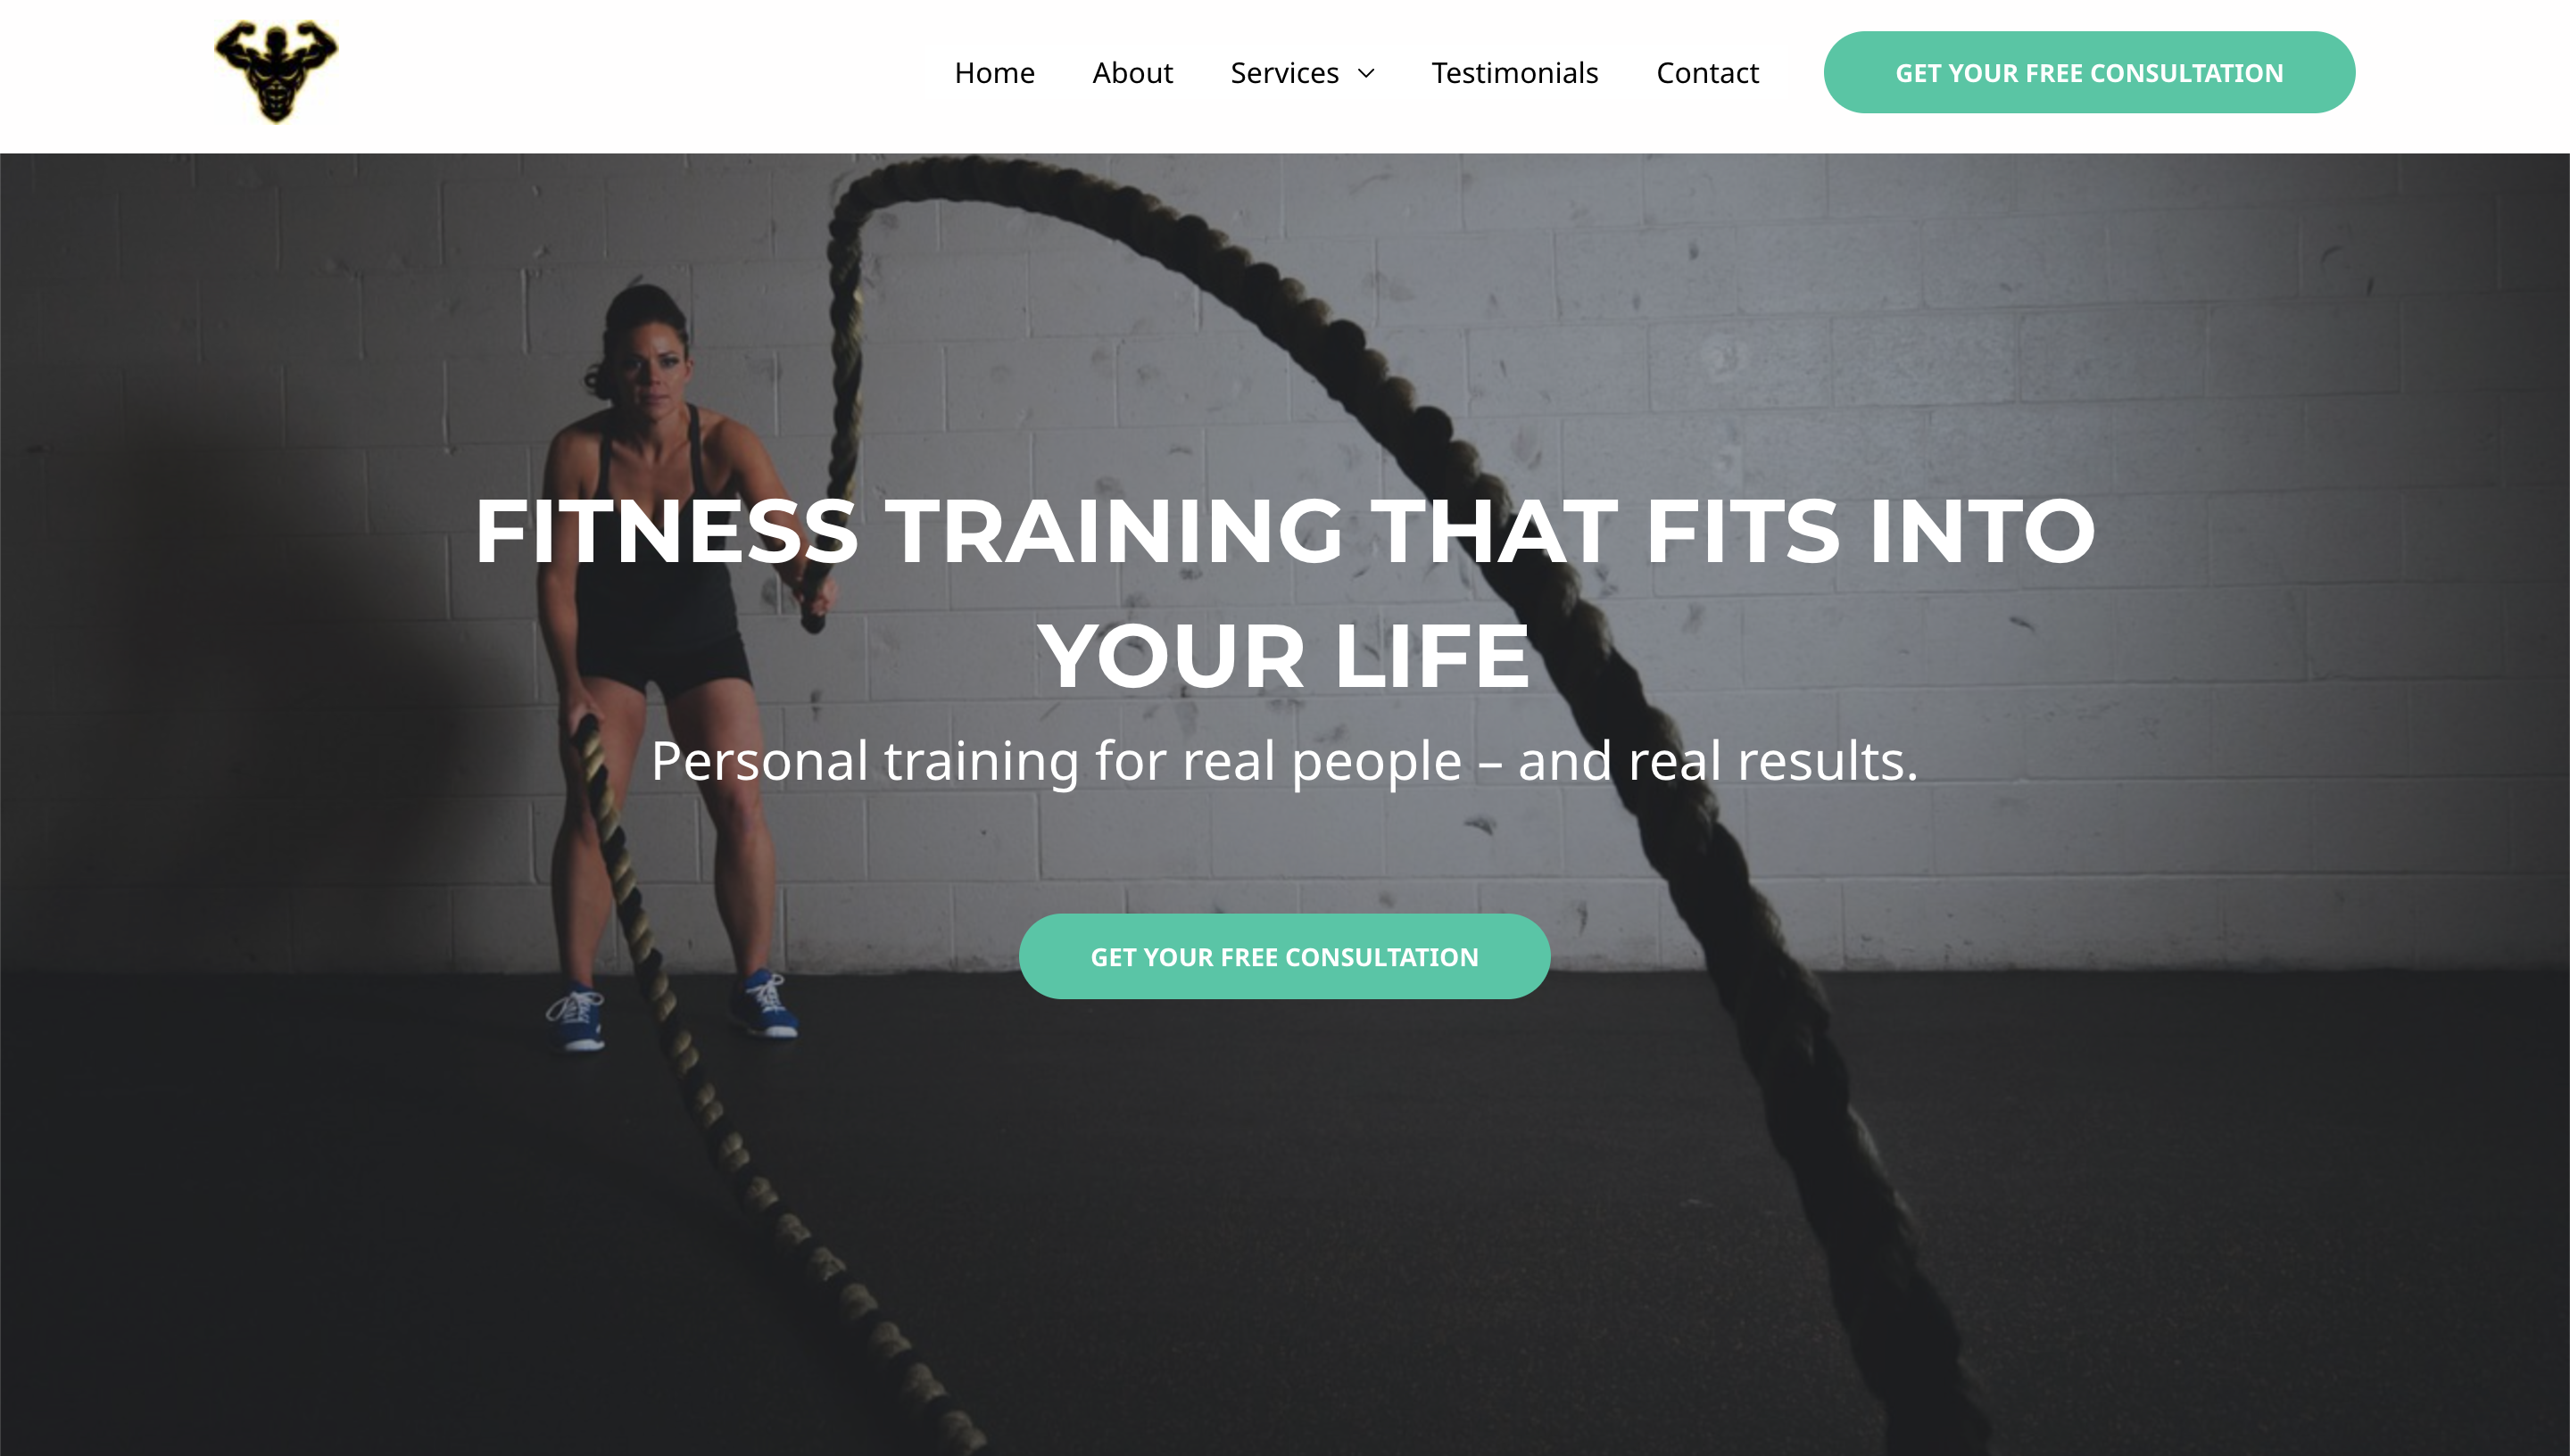 Home About Services Testimonials Contact GET YOUR FREE CONSULTATION
FITNESS TRAINING THAT FITS INTO
YOUR LIFE
Personal training for real people – and real results.
GET YOUR FREE CONSULTATION